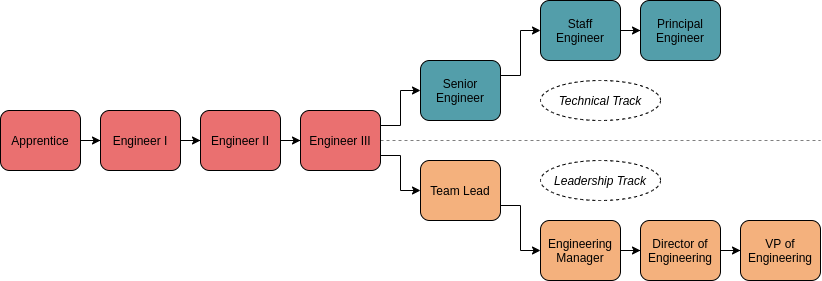 Staff
Engineer
Principal
Engineer
Senior
Engineer
Technical Track
Apprentice
Engineer I
Engineer II
Engineer III
Team Lead
Leadership Track
Engineering
Manager
Director of
Engineering
VP of
Engineering